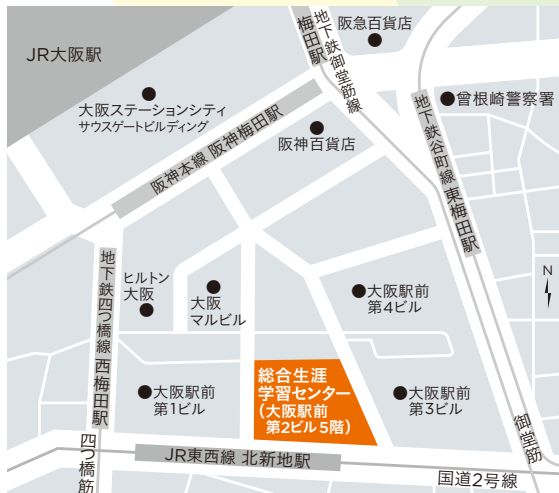 JR大阪駅
梅田駅
地下鉄御堂筋線
阪急百貨店
大阪ステーションシティ
サウスゲートビルディング
阪神本線 阪神梅田駅
阪神百貨店
曾根崎警察署
地下鉄谷町線 東梅田駅
地下鉄四つ橋線 西梅田駅
ヒルトン
大阪
大阪
マルビル
大阪駅前
第4ビル
N
大阪駅前
第1ビル
総合生涯
学習センター
(大阪駅前
第2ビル 5階)
大阪駅前
第3ビル
四つ橋筋
JR東西線 北新地駅
御堂筋
国道2号線